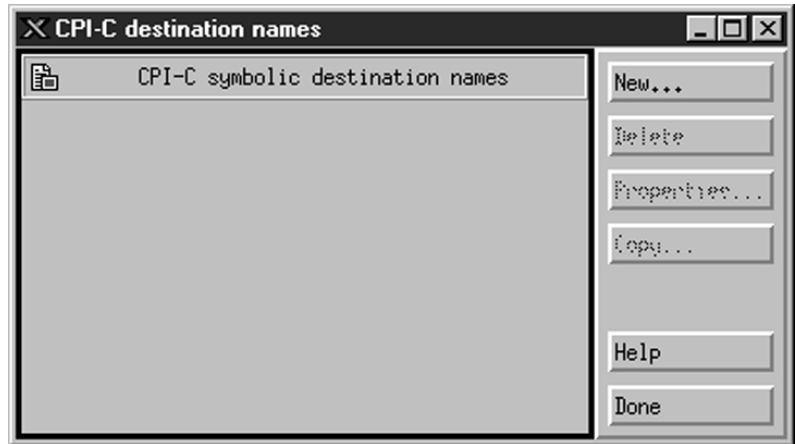 CPI-C destination names
CPI-C symbolic destination names
New...
Delete
Properties...
Copy...
Help
Done